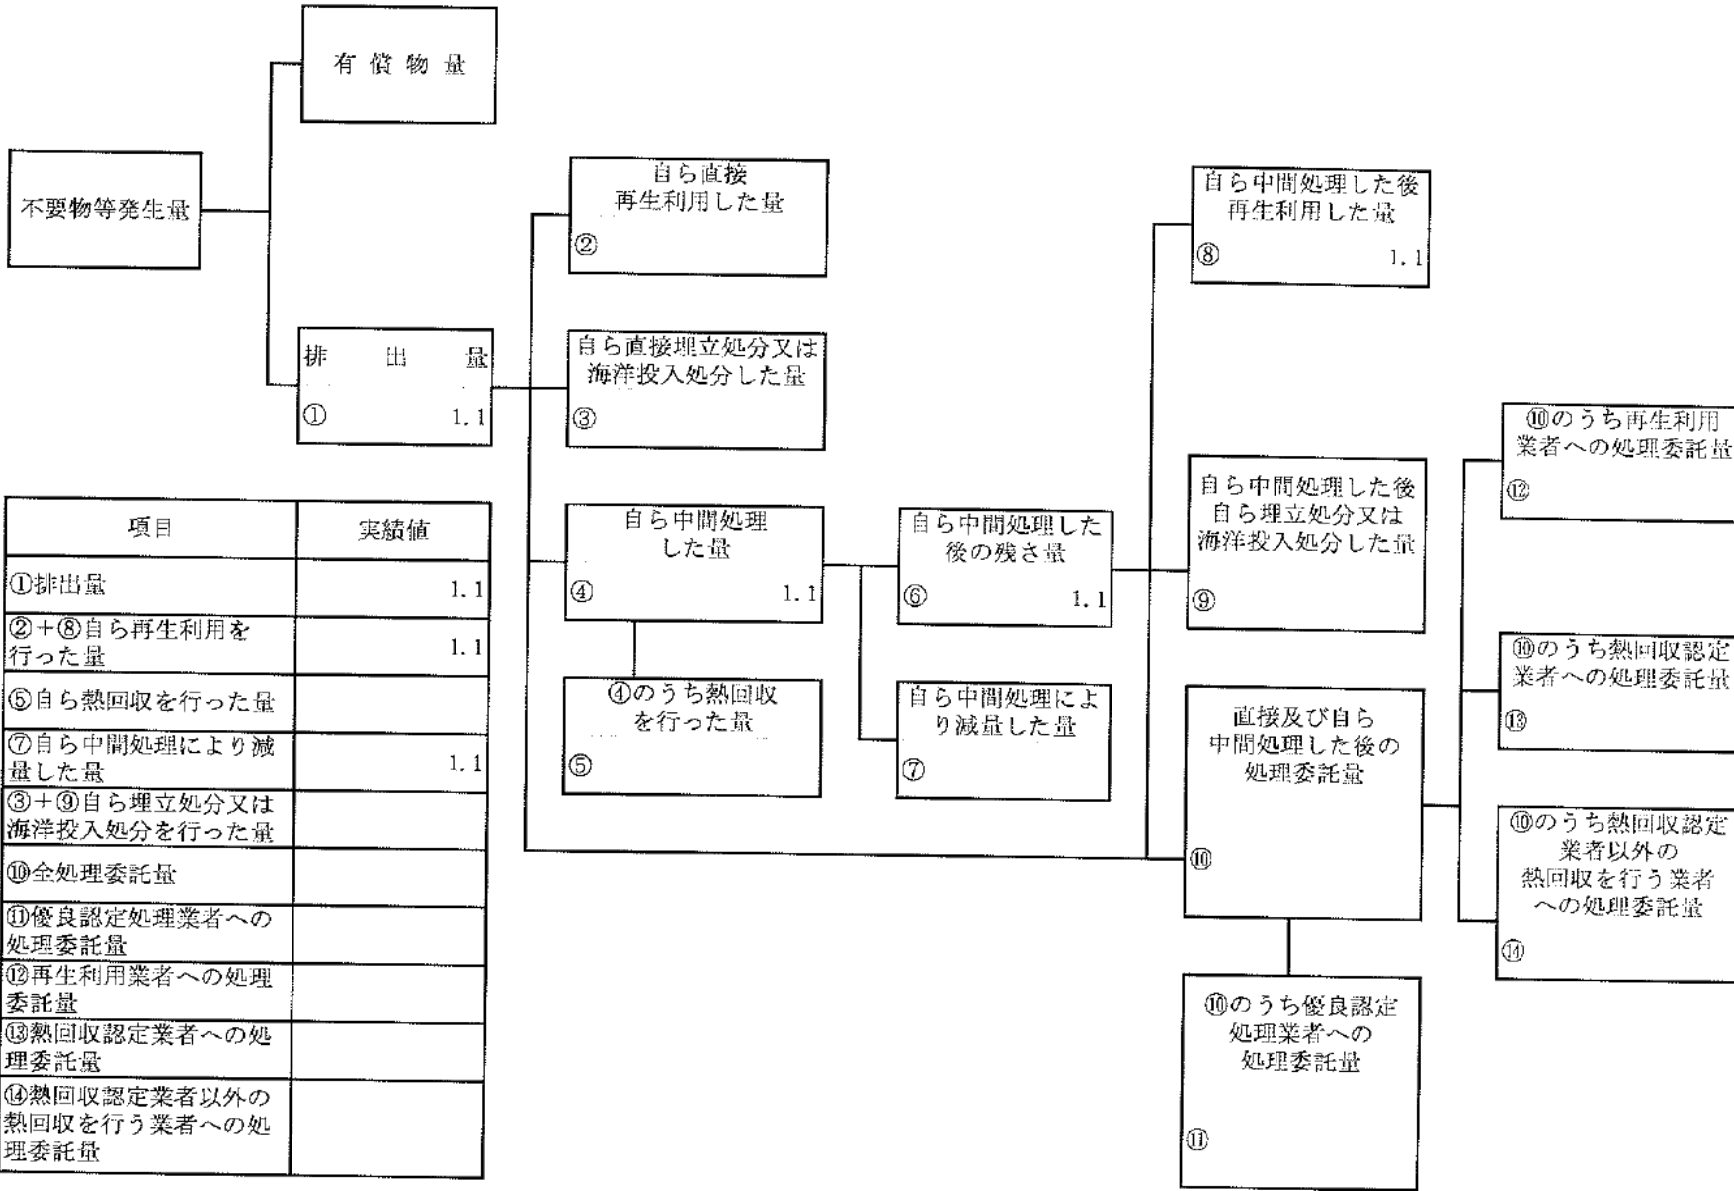 有償物量
不要物等発生量
排出量
① 1.1
自ら直接
再生利用した量
②
自ら直接埋立処分又は
海洋投入処分した量
③
自ら中間処理
した量
④ 1.1
④のうち熱回収
を行った量
⑤
自ら中間処理した
後の残さ量
⑥ 1.1
自ら中間処理によ
り減量した量
⑦
自ら中間処理した後
再生利用した量
⑧ 1.1
自ら中間処理した後
自ら埋立処分又は
海洋投入処分した量
⑨
直接及び自ら
中間処理した後の
処理委託量
⑩
⑩のうち優良認定
処理業者への
処理委託量
⑪
⑩のうち再生利用
業者への処理委託量
⑫
⑩のうち熱回収認定
業者への処理委託量
⑬
⑩のうち熱回収認定
業者以外の
熱回収を行う業者
への処理委託量
⑭
項目 実績値
①排出量 1.1
②+⑧自ら再生利用を
行った量 1.1
⑤自ら熱回収を行った量
⑦自ら中間処理により減
量した量 1.1
③+⑨自ら埋立処分又は
海洋投入処分を行った量
⑩全処理委託量
⑪優良認定処理業者への
処理委託量
⑫再生利用業者への処理
委託量
⑬熱回収認定業者への処
理委託量
⑭熱回収認定業者以外の
熱回収を行う業者への処
理委託量